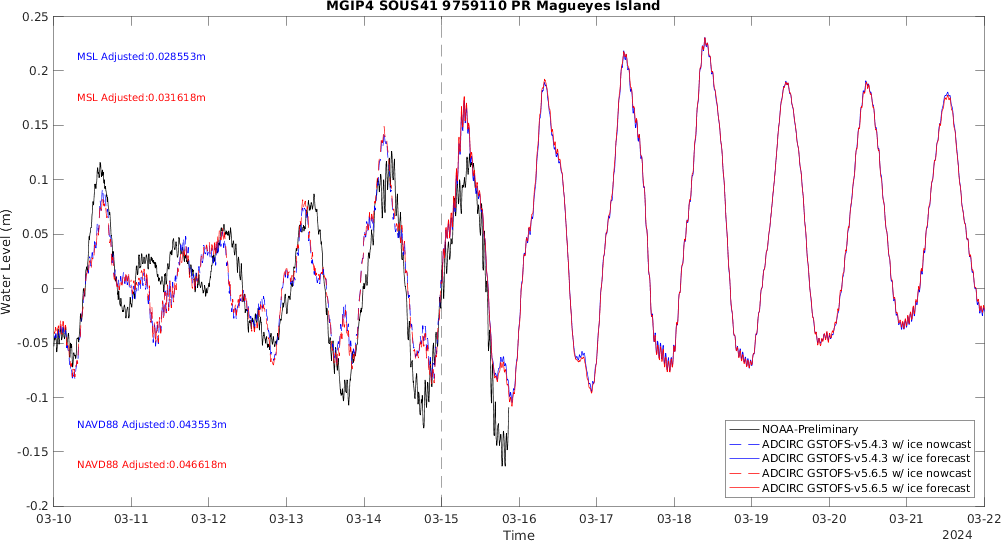 MGIP4 SOUS41 9759110 PR Magueyes Island
0.25
0.2
0.15
0.1
0.05
0
-0.05
-0.1
-0.15
-0.2
Water Level (m)
MSL Adjusted:0.028553m
MSL Adjusted:0.031618m
NAVD88 Adjusted:0.043553m
NAVD88 Adjusted:0.046618m
NOAA-Preliminary
ADCIRC GSTOFS-v5.4.3 w/ ice nowcast
ADCIRC GSTOFS-v5.4.3 w/ ice forecast
ADCIRC GSTOFS-v5.6.5 w/ ice nowcast
ADCIRC GSTOFS-v5.6.5 w/ ice forecast
03-10 03-11 03-12 03-13 03-14 03-15 03-16 03-17 03-18 03-19 03-20 03-21 03-22
Time
2024